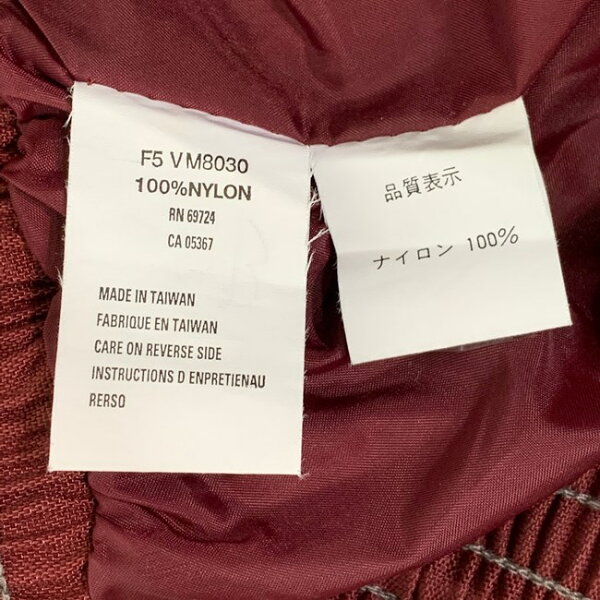 F5 VM8030
100%NYLON
RN 69724
CA 05367
MADE IN TAIWAN
FABRIQUE EN TAIWAN
CARE ON REVERSE SIDE
INSTRUCTIONS D ENPRETIENAU
RERSO
品質表示
ナイロン 100%